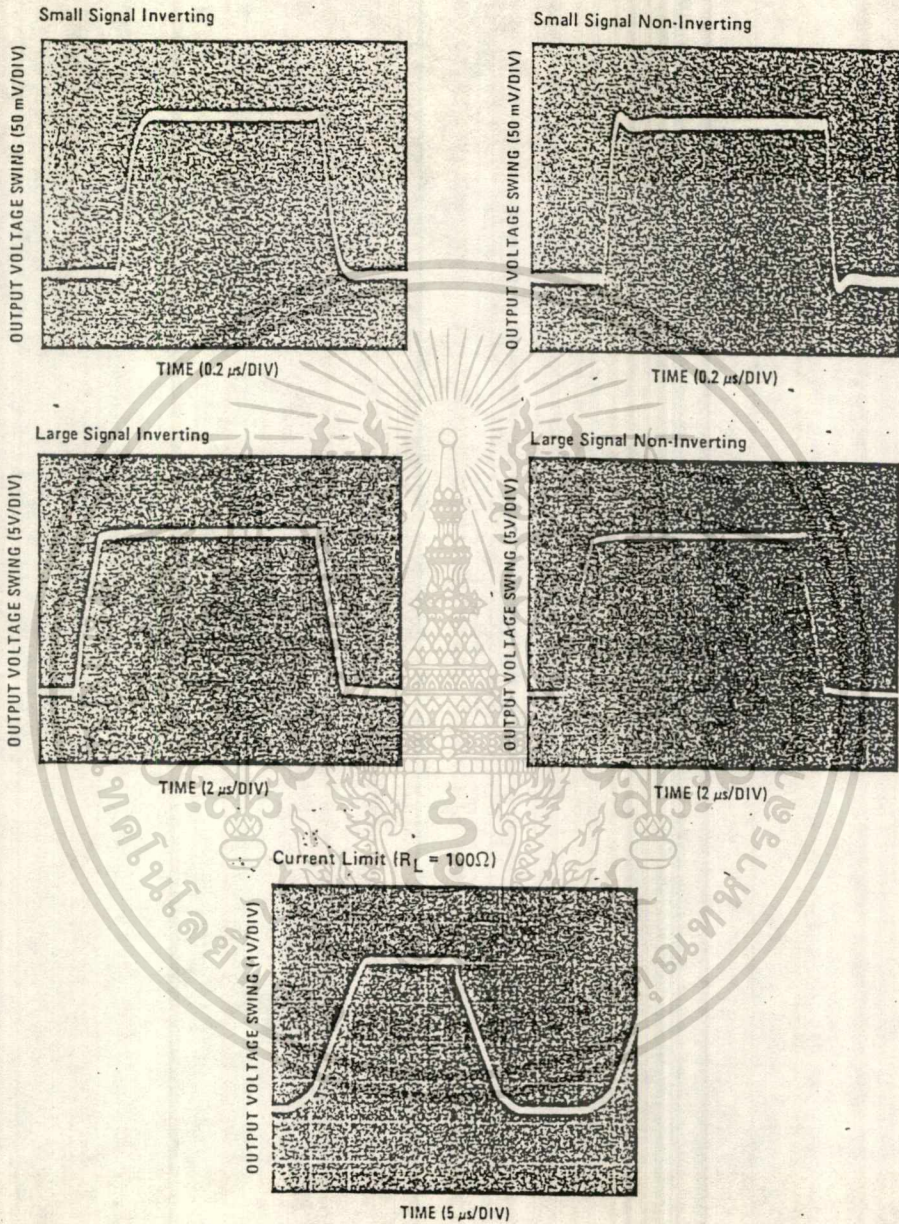 Small Signal Inverting
OUTPUT VOLTAGE SWING (50 mV/DIV)
TIME (0.2 μs/DIV)
Small Signal Non-Inverting
OUTPUT VOLTAGE SWING (50 mV/DIV)
TIME (0.2 μs/DIV)
Large Signal Inverting
OUTPUT VOLTAGE SWING (5V/DIV)
TIME (2 μs/DIV)
Large Signal Non-Inverting
OUTPUT VOLTAGE SWING (5V/DIV)
TIME (2 μs/DIV)
Current Limit (RL = 100Ω)
OUTPUT VOLTAGE SWING (1V/DIV)
TIME (5 μs/DIV)